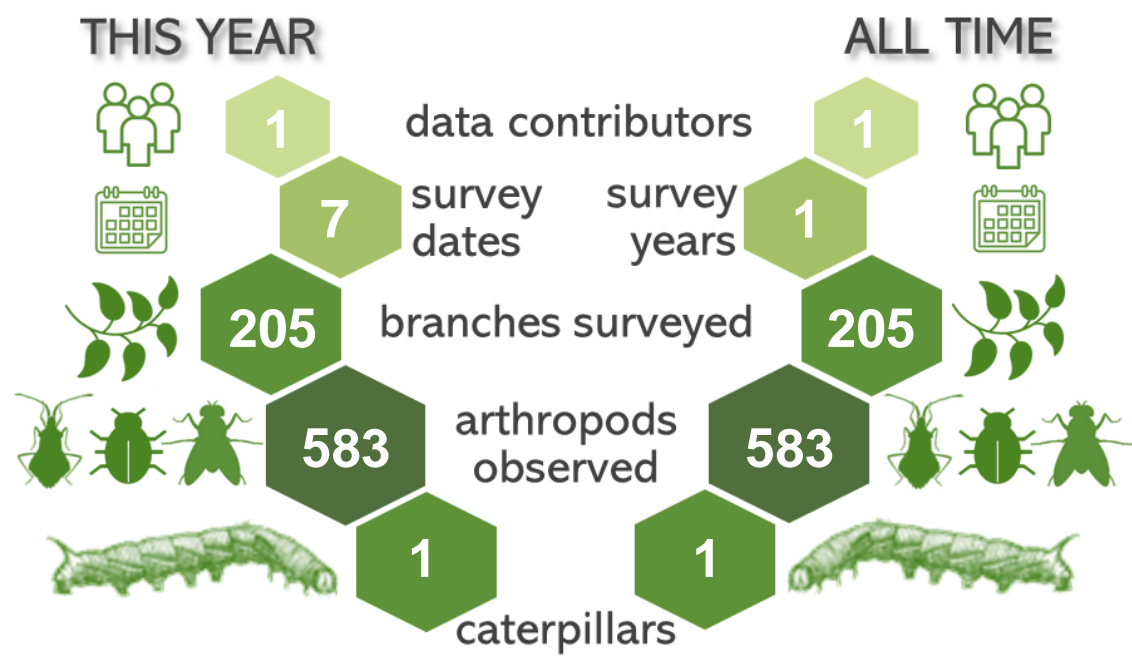 THIS YEAR
ALL TIME
1
data contributors
1
7
survey
dates
survey
years
1
205
branches surveyed
205
583
arthropods
observed
583
1
1
caterpillars